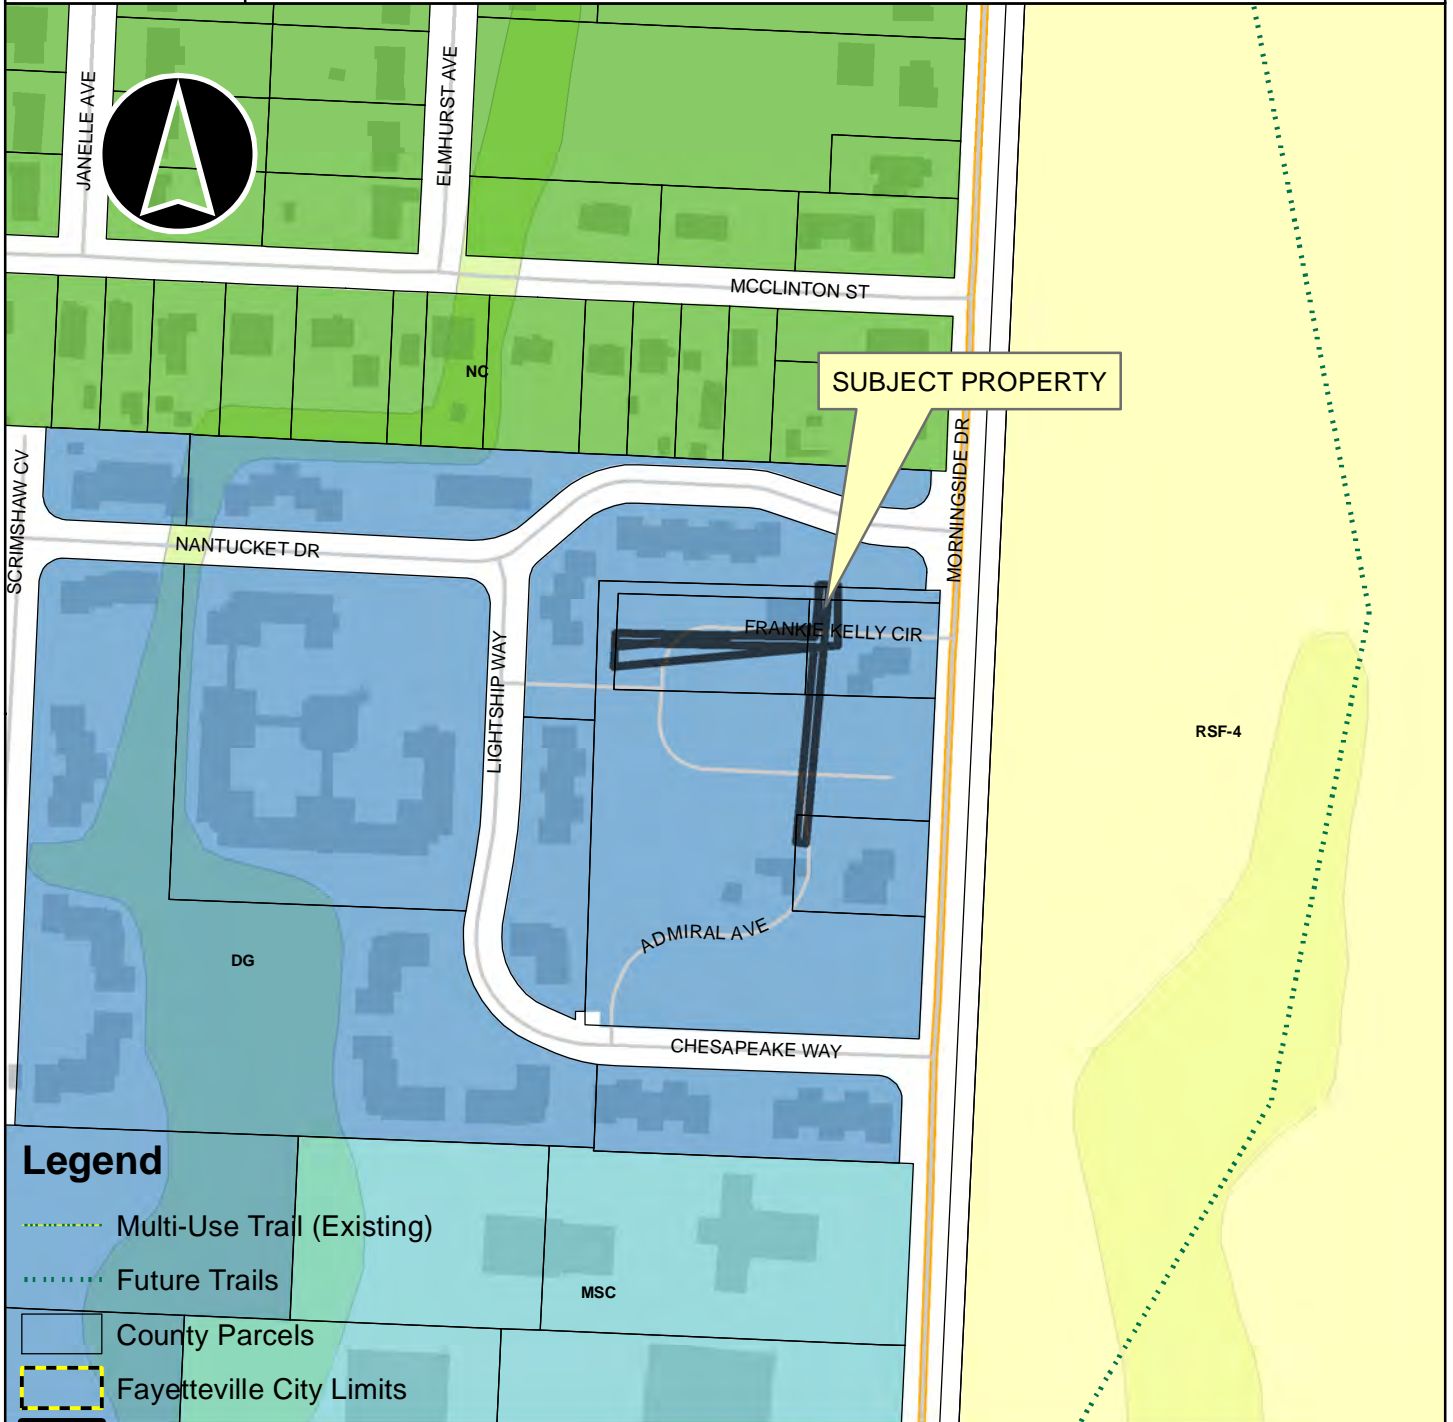 JANELLE AVE
ELMHURST AVE
MCCLINTON ST
NC
SUBJECT PROPERTY
MORNINGSIDE DR
SCRIMSHAW CV
NANTUCKET DR
LIGHTSHIP WAY
FRANKIE KELLY CIR
RSF-4
ADMIRAL AVE
DG
CHESAPEAKE WAY
MSC
Legend
Multi-Use Trail (Existing)
Future Trails
County Parcels
Fayetteville City Limits